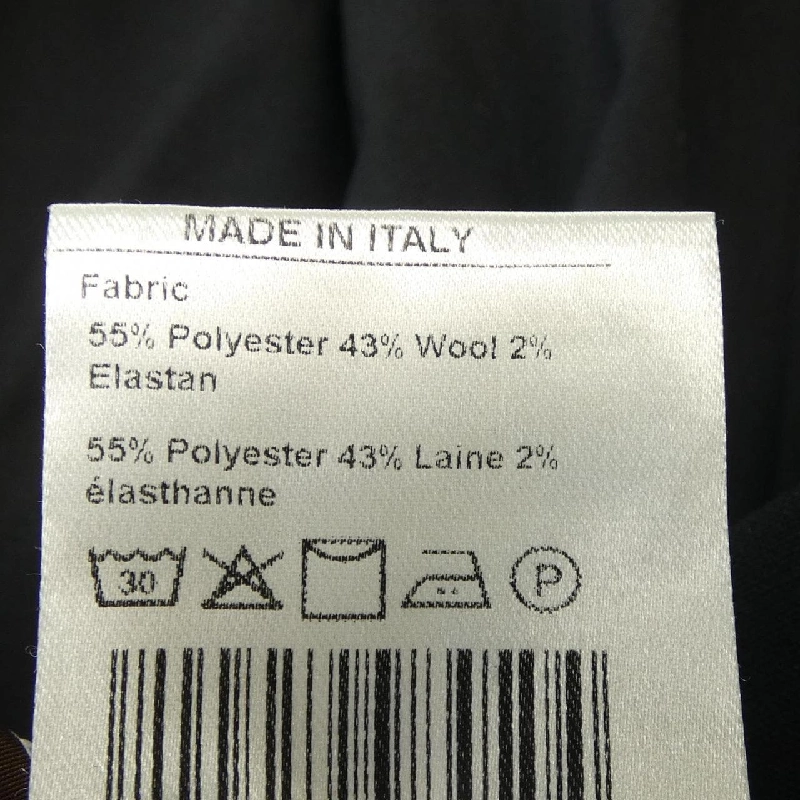 MADE IN ITALY
Fabric
55% Polyester 43% Wool 2%
Elastan
55% Polyester 43% Laine 2%
élasthanne
30 P